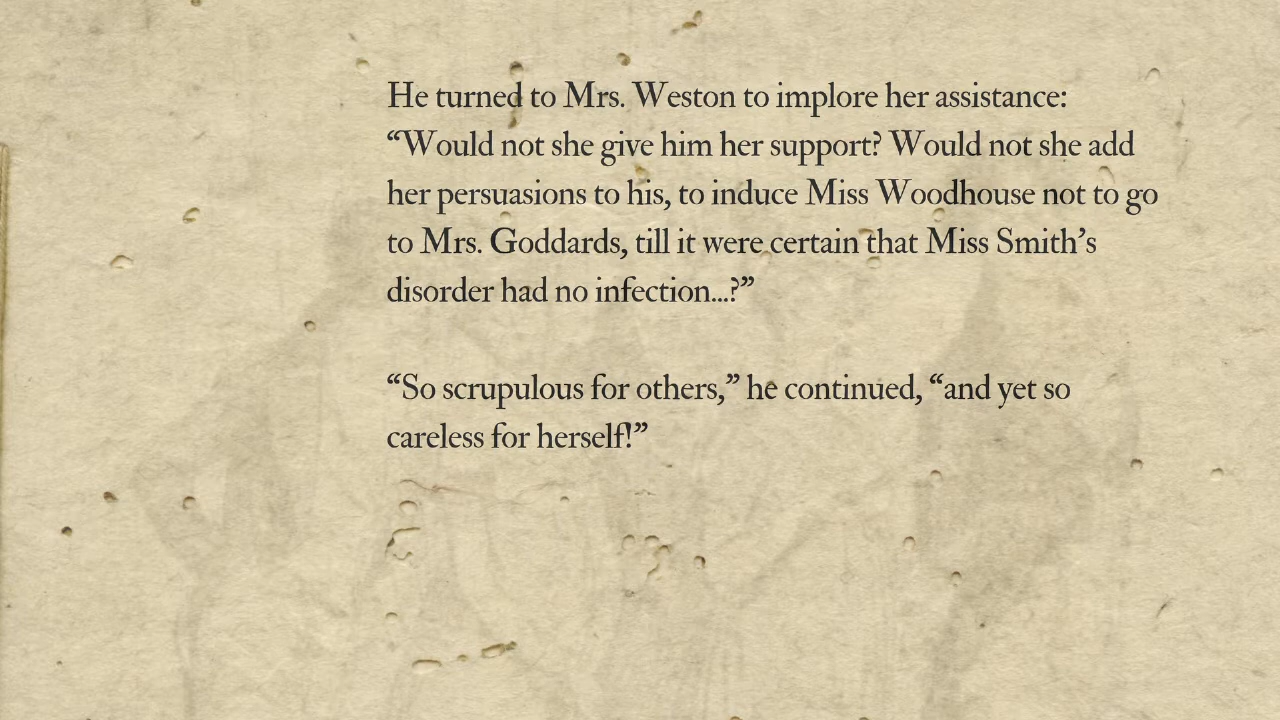 He turned to Mrs. Weston to implore her assistance:
“Would not she give him her support? Would not she add
her persuasions to his, to induce Miss Woodhouse not to go
to Mrs. Goddards, till it were certain that Miss Smith’s
disorder had no infection...?”
“So scrupulous for others,” he continued, “and yet so
careless for herself!”